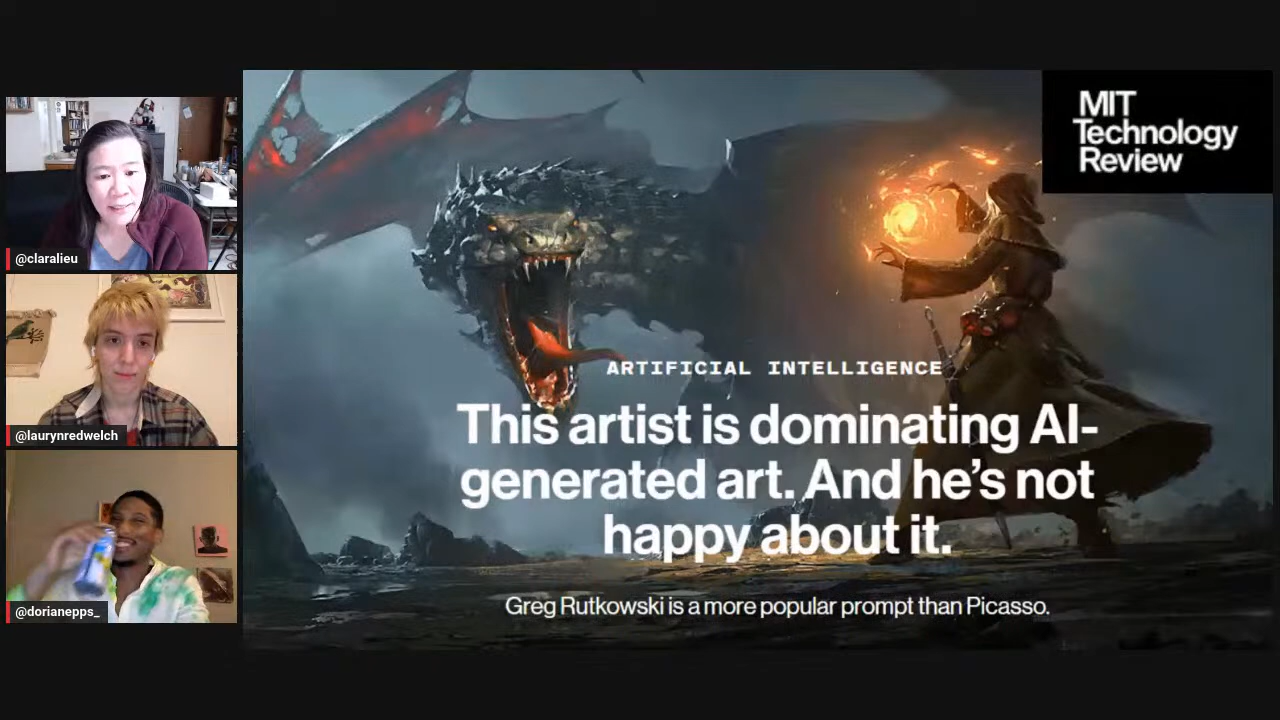 MIT
Technology
Review
@claralieu
@laurynredwelch
@dorianepps_
ARTIFICIAL INTELLIGENCE
This artist is dominating AI-
generated art. And he's not
happy about it.
Greg Rutkowski is a more popular prompt than Picasso.